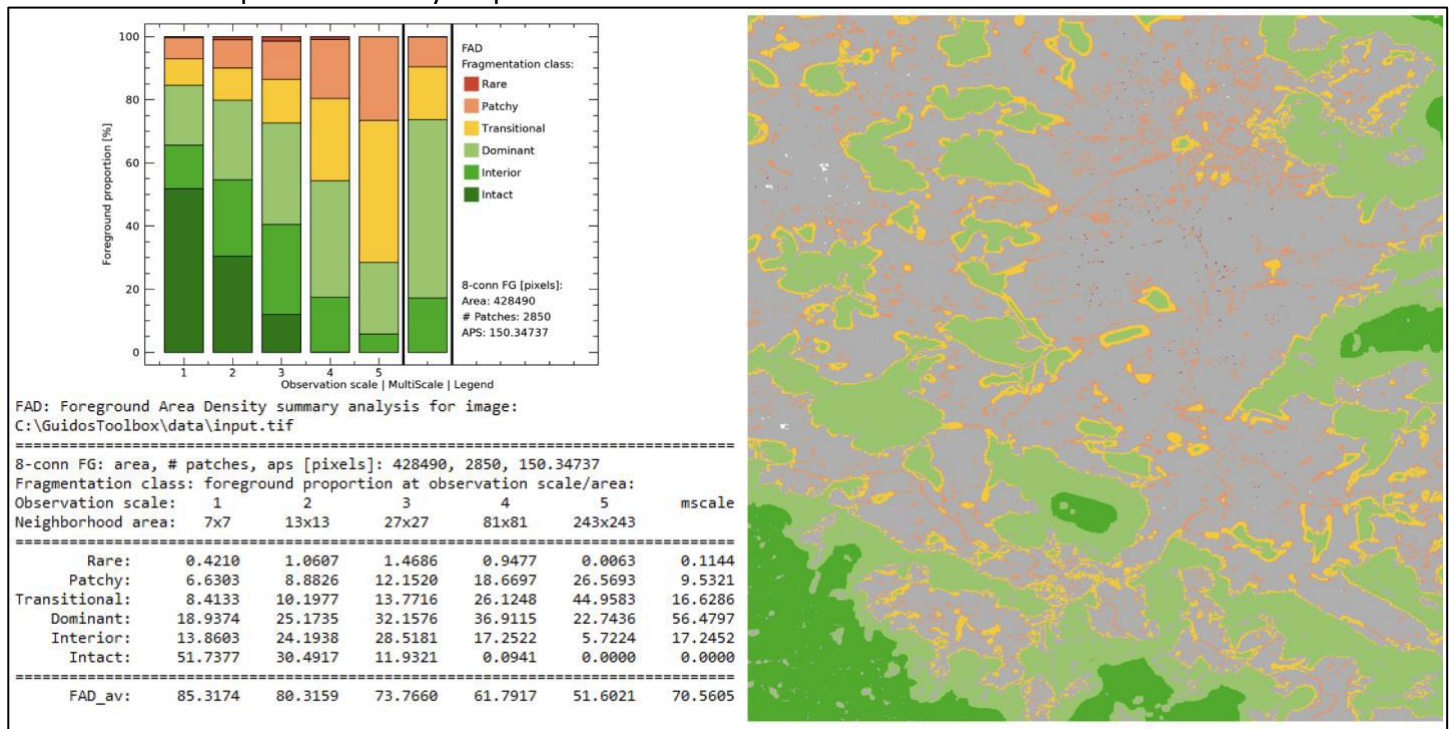 100
80
60
40
20
0
Foreground proportion [%]
1 2 3 4 5
Observation scale | MultiScale | Legend
FAD
Fragmentation class:
Rare
Patchy
Transitional
Dominant
Interior
Intact
8-conn FG [pixels]:
Area: 428490
# Patches: 2850
APS: 150.34737
FAD: Foreground Area Density summary analysis for image:
C:\GuidosToolbox\data\input.tif
================================================================================
8-conn FG: area, # patches, aps [pixels]: 428490, 2850, 150.34737
Fragmentation class: foreground proportion at observation scale/area:
Observation scale: 1 2 3 4 5 mscale
Neighborhood area: 7x7 13x13 27x27 81x81 243x243
================================================================================
Rare: 0.4210 1.0607 1.4686 0.9477 0.0063 0.1144
Patchy: 6.6303 8.8826 12.1520 18.6697 26.5693 9.5321
Transitional: 8.4133 10.1977 13.7716 26.1248 44.9583 16.6286
Dominant: 18.9374 25.1735 32.1576 36.9115 22.7436 56.4797
Interior: 13.8603 24.1938 28.5181 17.2522 5.7224 17.2452
Intact: 51.7377 30.4917 11.9321 0.0941 0.0000 0.0000
================================================================================
FAD_av: 85.3174 80.3159 73.7660 61.7917 51.6021 70.5605